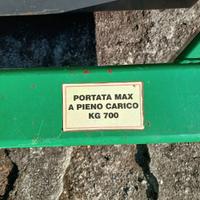 PORTATA MAX
A PIENO CARICO
KG 700